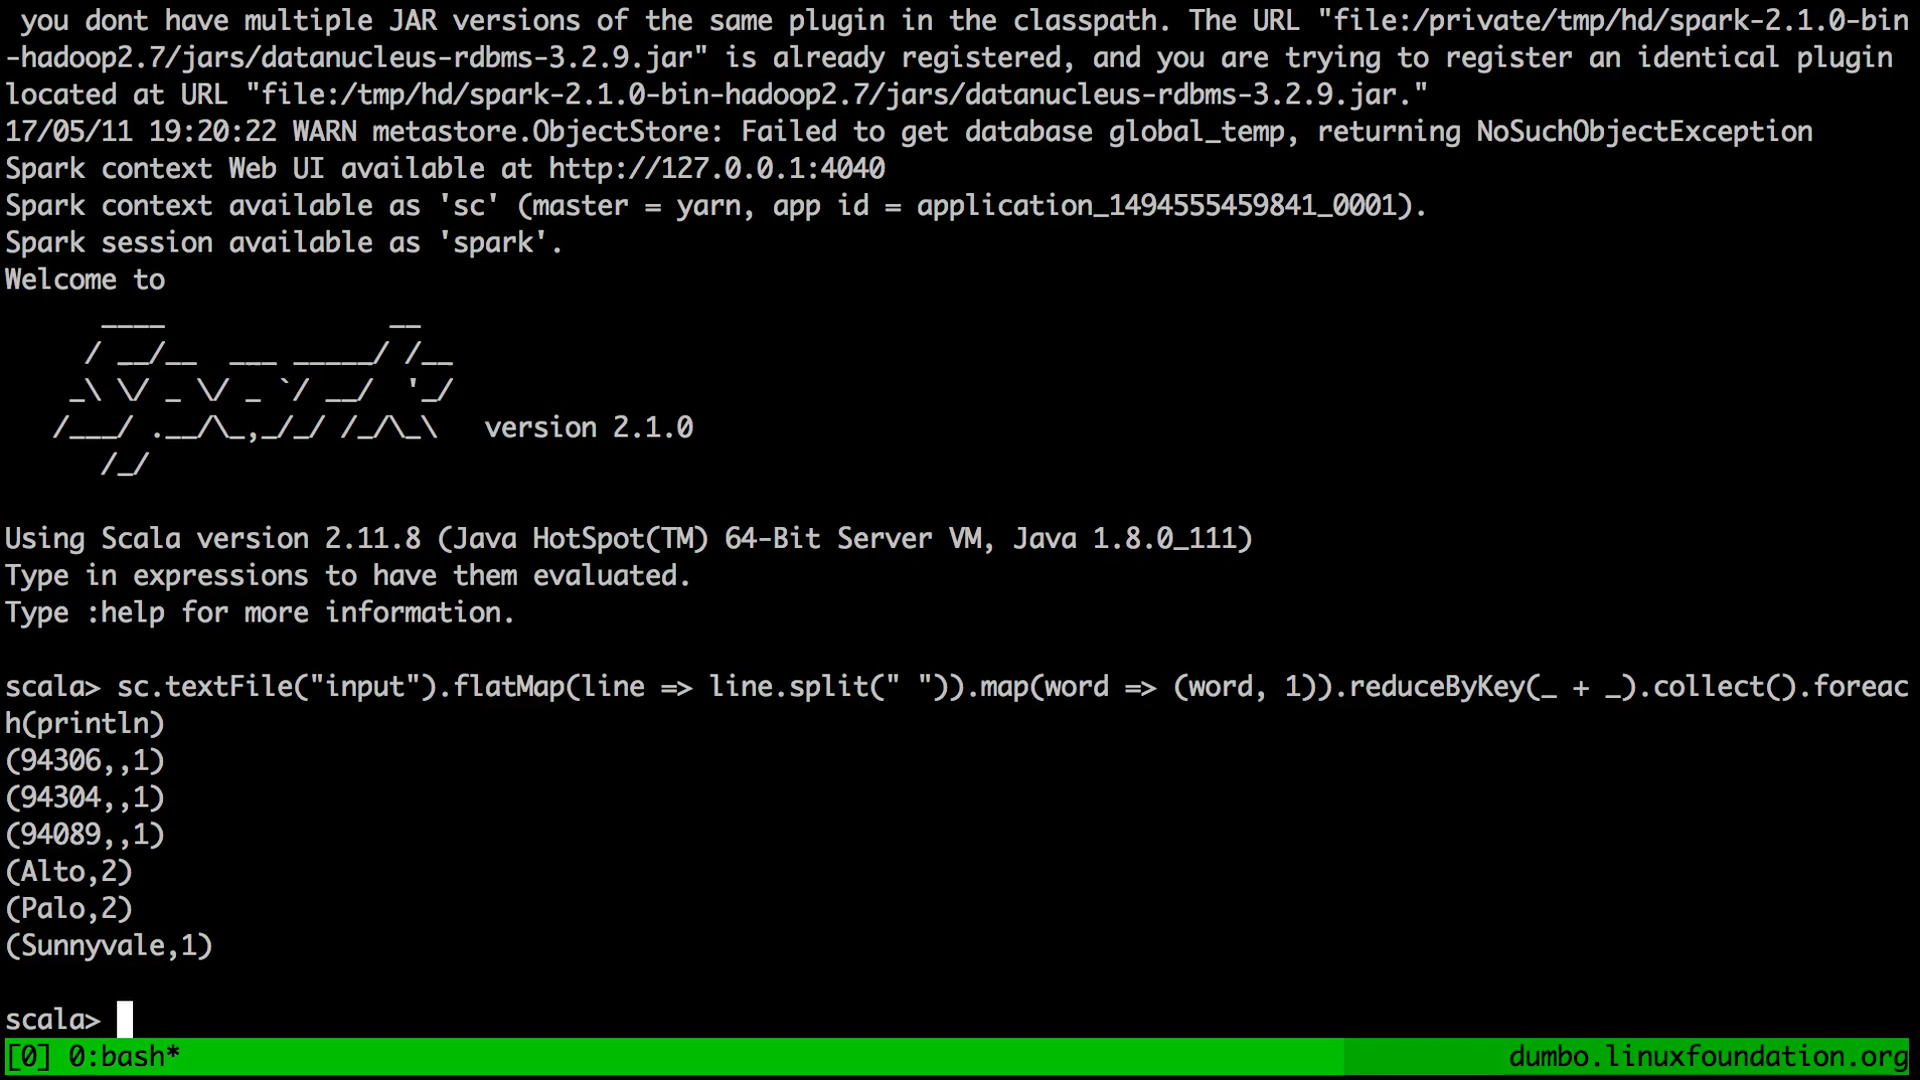 you dont have multiple JAR versions of the same plugin in the classpath. The URL "file:/private/tmp/hd/spark-2.1.0-bin
-hadoop2.7/jars/datanucleus-rdbms-3.2.9.jar" is already registered, and you are trying to register an identical plugin
located at URL "file:/tmp/hd/spark-2.1.0-bin-hadoop2.7/jars/datanucleus-rdbms-3.2.9.jar."
17/05/11 19:20:22 WARN metastore.ObjectStore: Failed to get database global_temp, returning NoSuchObjectException
Spark context Web UI available at http://127.0.0.1:4040
Spark context available as 'sc' (master = yarn, app id = application_1494555459841_0001).
Spark session available as 'spark'.
Welcome to
      ____              __
     / __/__  ___ _____/ /__
    _\ \/ _ \/ _ `/ __/  '_/
   /___/ .__/\_,_/_/ /_/\_\   version 2.1.0
      /_/

Using Scala version 2.11.8 (Java HotSpot(TM) 64-Bit Server VM, Java 1.8.0_111)
Type in expressions to have them evaluated.
Type :help for more information.

scala> sc.textFile("input").flatMap(line => line.split(" ")).map(word => (word, 1)).reduceByKey(_ + _).collect().foreac
h(println)
(94306,,1)
(94304,,1)
(94089,,1)
(Alto,2)
(Palo,2)
(Sunnyvale,1)

scala>
[0] 0:bash* dumbo.linuxfoundation.org